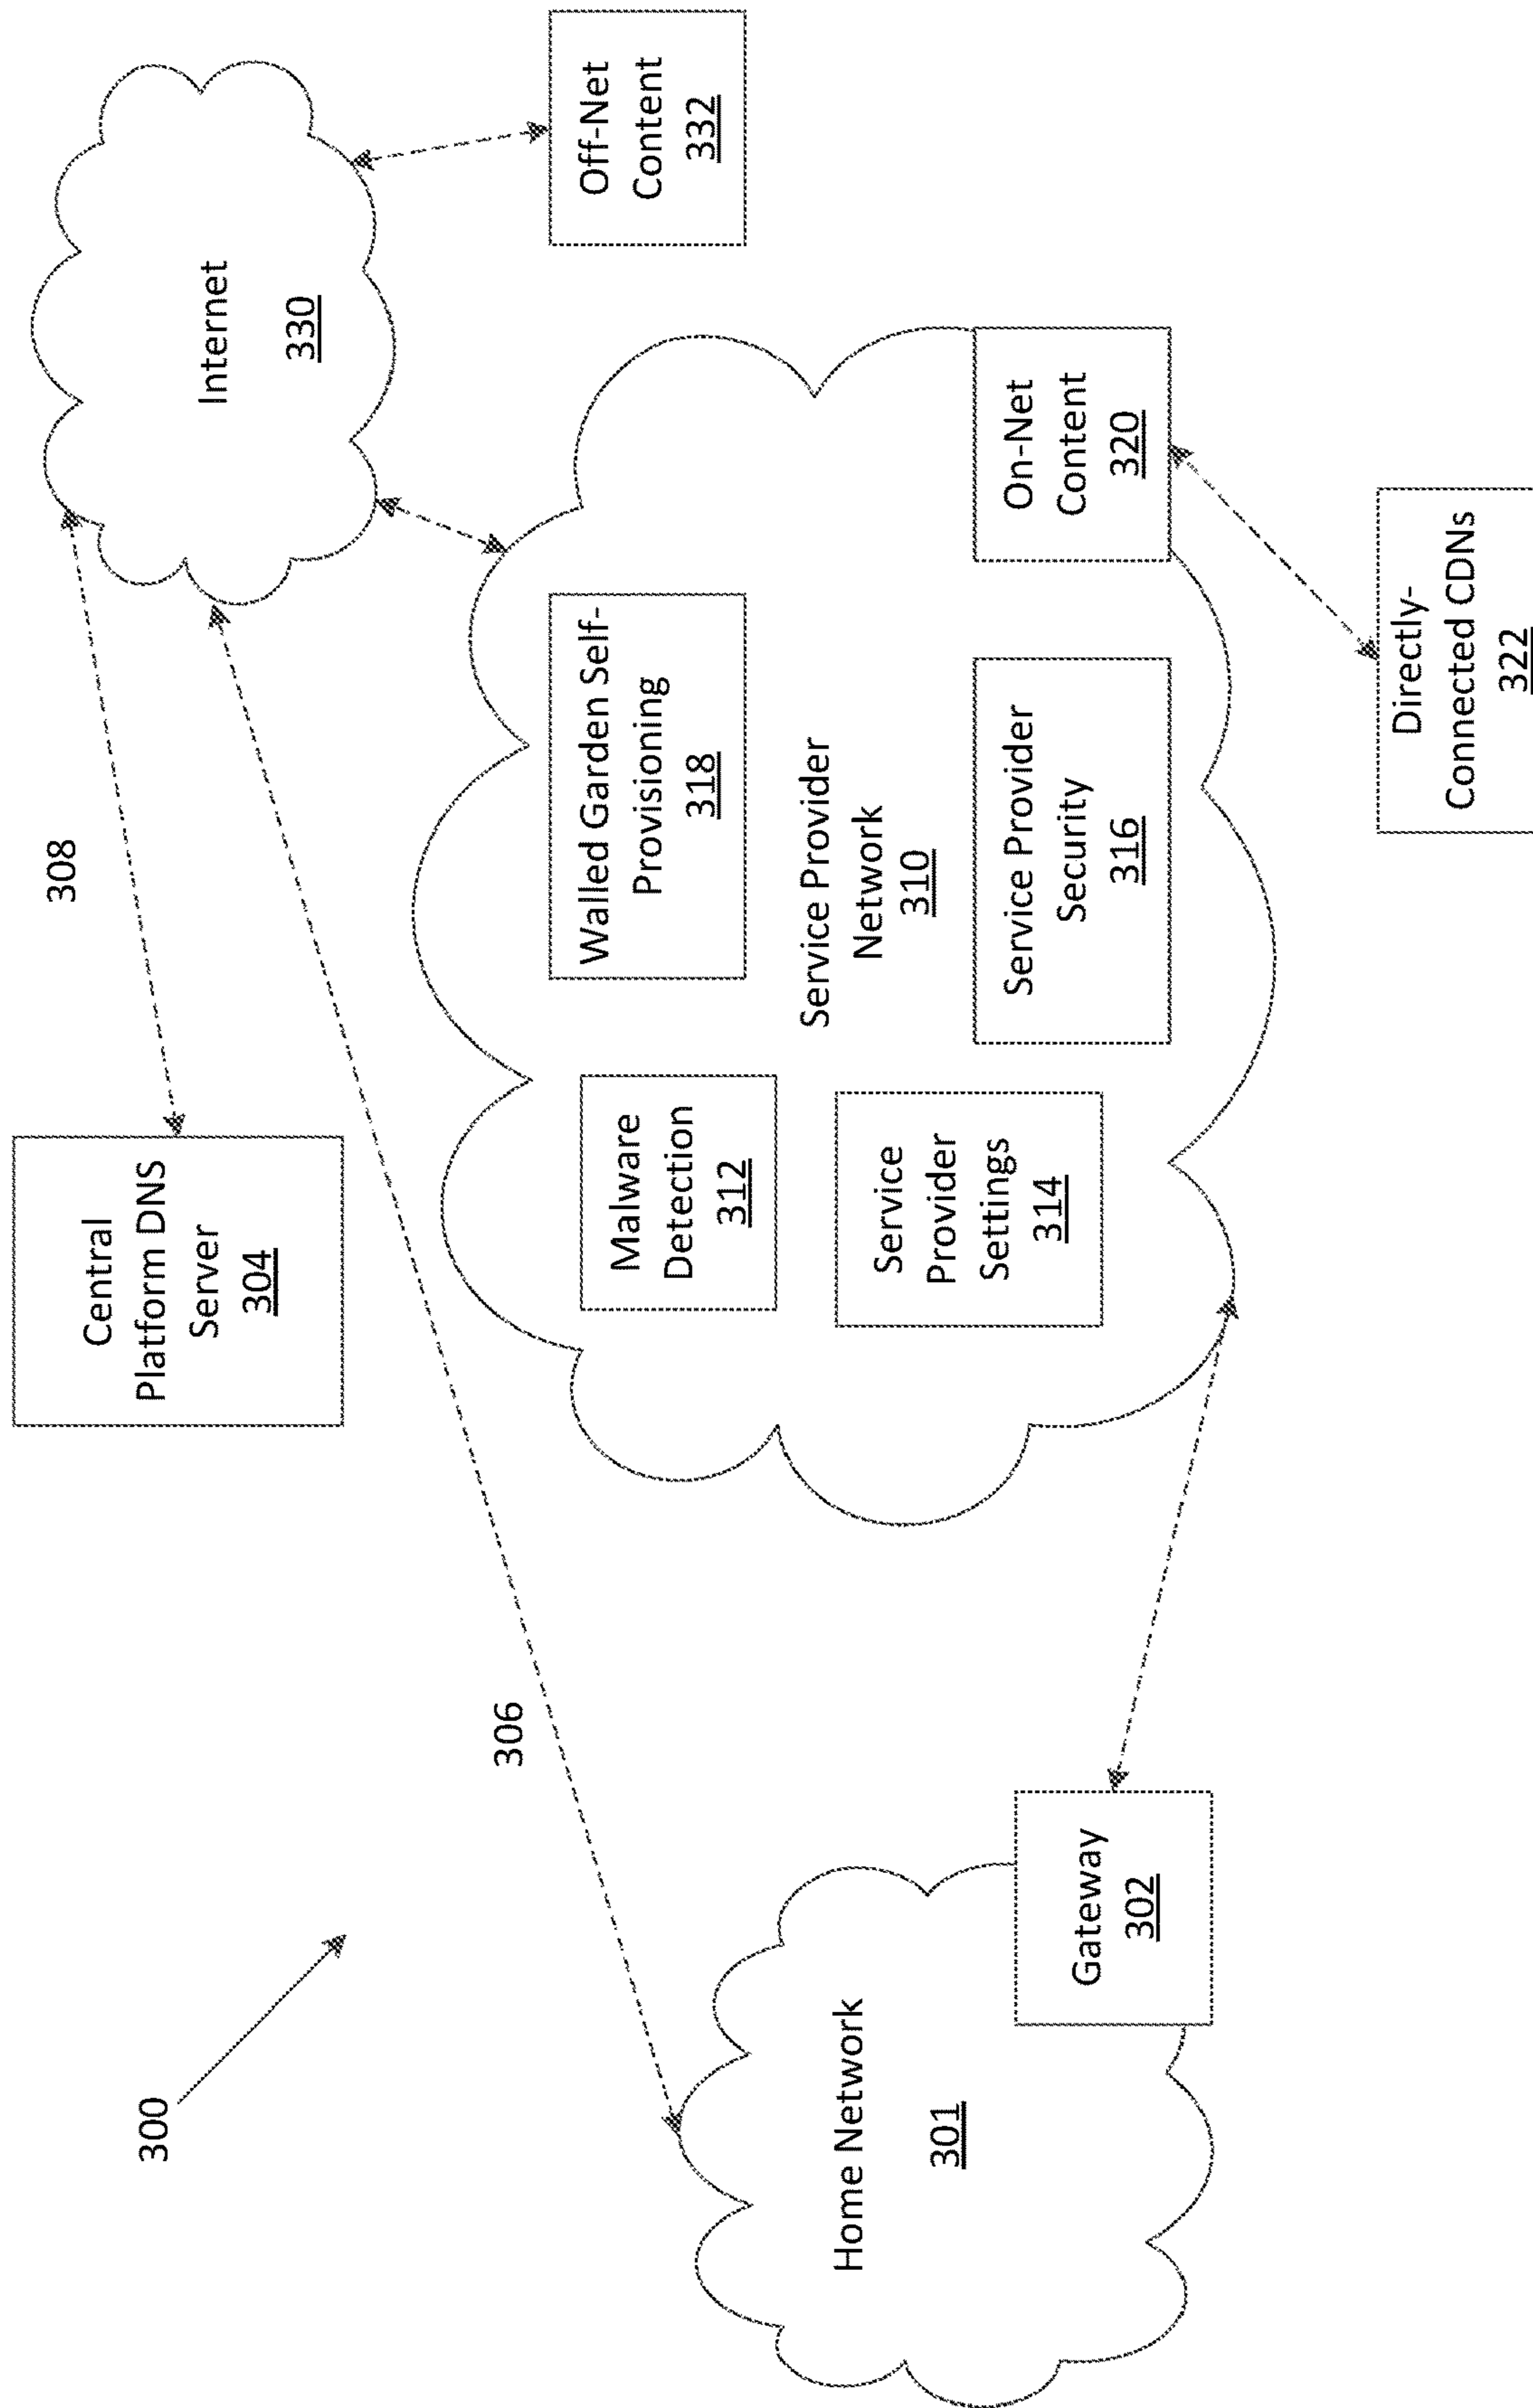 300
Central
Platform DNS
Server
304
308
Internet
330
Off-Net
Content
332
306
Home Network
301
Gateway
302
Malware
Detection
312
Walled Garden Self-
Provisioning
318
Service Provider
Network
310
Service
Provider
Settings
314
Service Provider
Security
316
On-Net
Content
320
Directly-
Connected CDNs
322